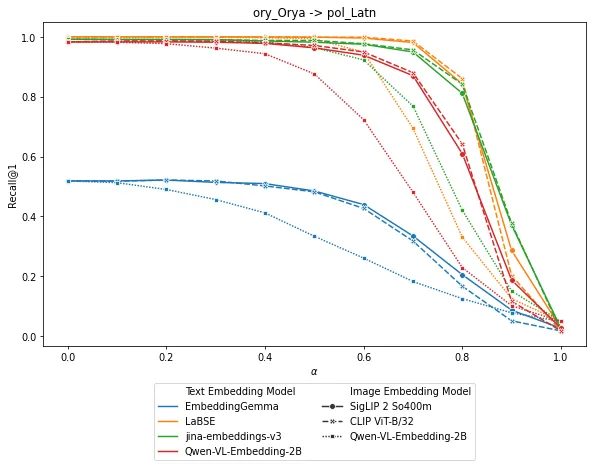 ory_Orya -> pol_Latn
Recall@1
1.0
0.8
0.6
0.4
0.2
0.0
0.0 0.2 0.4 0.6 0.8 1.0
α
Text Embedding Model
EmbeddingGemma
LaBSE
jina-embeddings-v3
Qwen-VL-Embedding-2B
Image Embedding Model
SigLIP 2 So400m
CLIP ViT-B/32
Qwen-VL-Embedding-2B